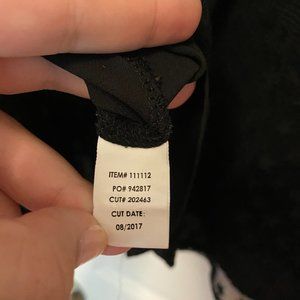 ITEM# 111112
PO# 942817
CUT# 202463
CUT DATE:
08/2017